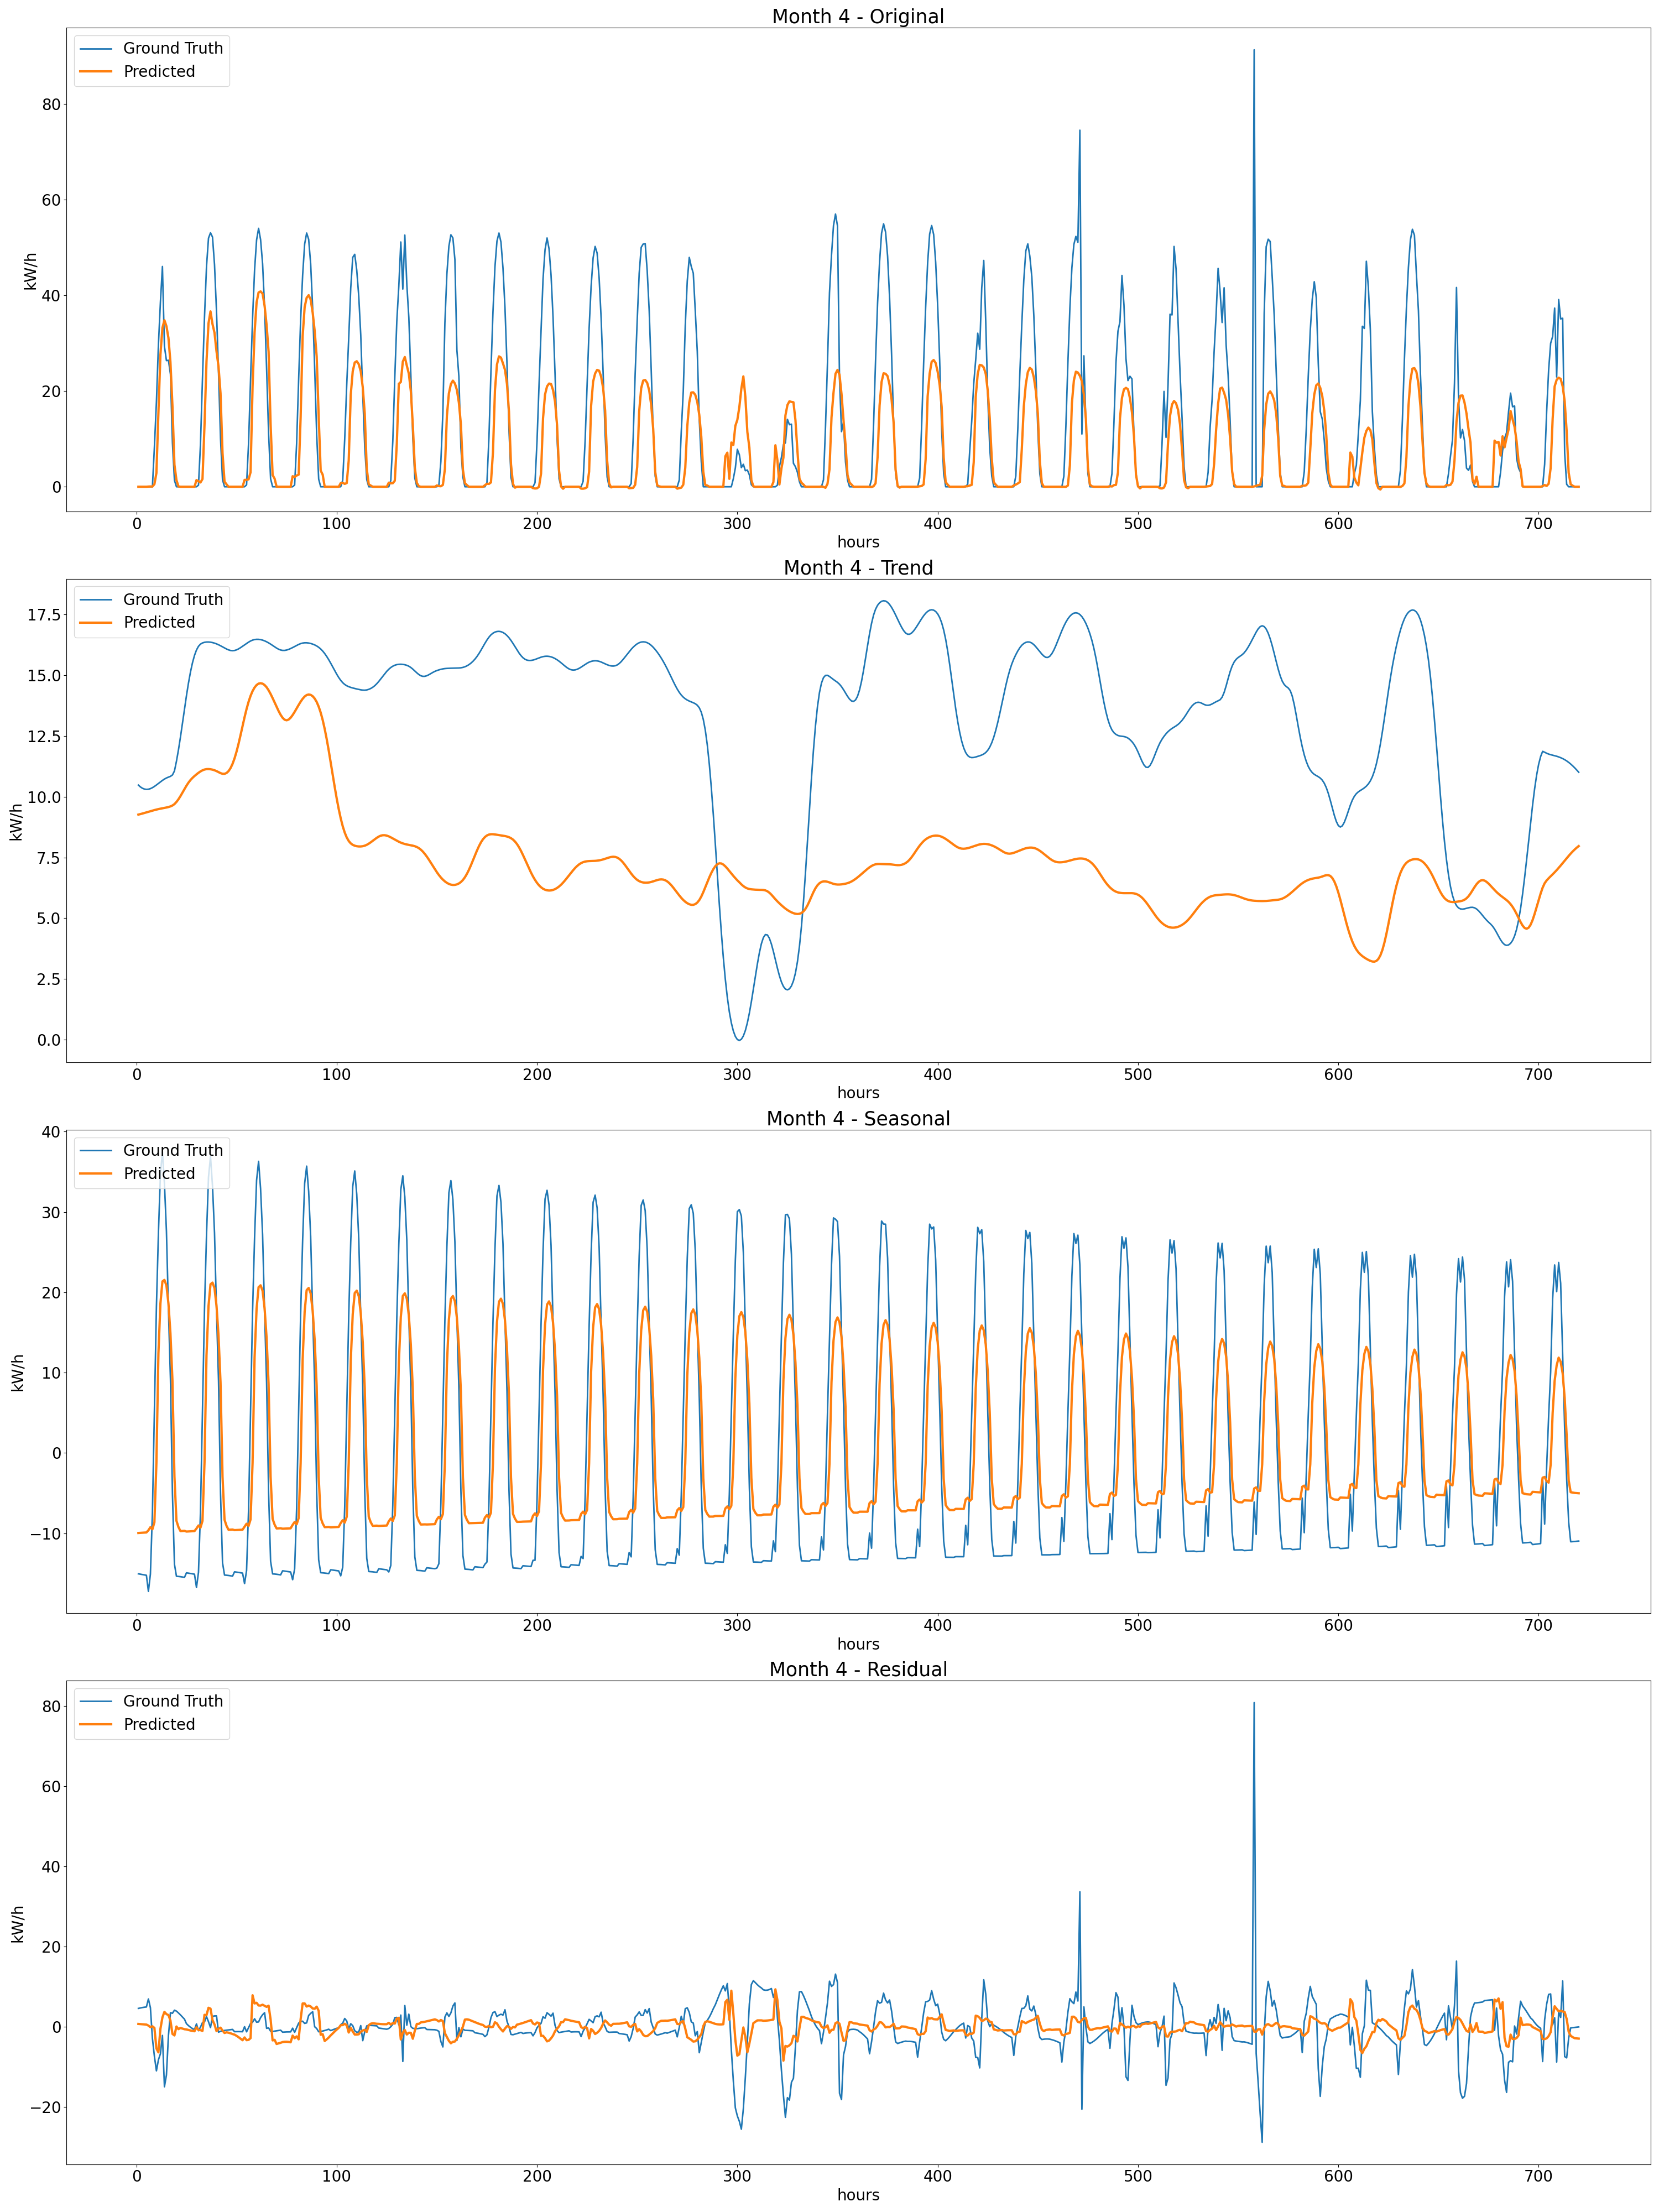 Month 4 - Original
Ground Truth
Predicted
80
60
40
20
0
kW/h
0 100 200 300 400 500 600 700
hours
Month 4 - Trend
Ground Truth
Predicted
17.5
15.0
12.5
10.0
7.5
5.0
2.5
0.0
kW/h
0 100 200 300 400 500 600 700
hours
Month 4 - Seasonal
Ground Truth
Predicted
40
30
20
10
0
−10
kW/h
0 100 200 300 400 500 600 700
hours
Month 4 - Residual
Ground Truth
Predicted
80
60
40
20
0
−20
kW/h
0 100 200 300 400 500 600 700
hours